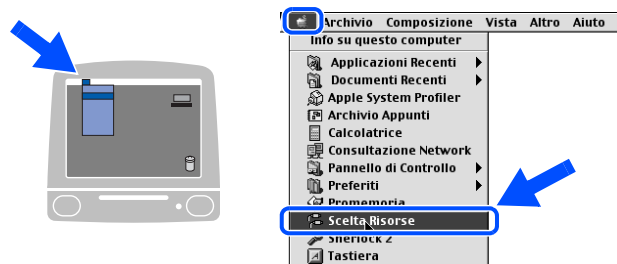 Archivio Composizione Vista Altro Aiuto
Info su questo computer
Applicazioni Recenti
Documenti Recenti
Apple System Profiler
Archivio Appunti
Calcolatrice
Consultazione Network
Pannello di Controllo
Preferiti
Promemoria
Scelta Risorse
Sherlock 2
Tastiera